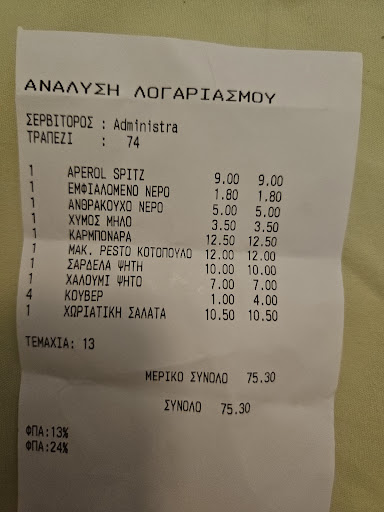 ΑΝΑΛΥΣΗ ΛΟΓΑΡΙΑΣΜΟΥ
ΣΕΡΒΙΤΟΡΟΣ : Administra
ΤΡΑΠΕΖΙ : 74
1 APEROL SPITZ 9.00 9.00
1 ΕΜΦΙΑΛΟΜΕΝΟ ΝΕΡΟ 1.80 1.80
1 ΑΝΘΡΑΚΟΥΧΟ ΝΕΡΟ 5.00 5.00
1 ΧΥΜΟΣ ΜΗΛΟ 3.50 3.50
1 ΚΑΡΜΠΟΝΑΡΑ 12.50 12.50
1 ΜΑΚ. PESTO ΚΟΤΟΠΟΥΛΟ 12.00 12.00
1 ΣΑΡΔΕΛΑ ΨΗΤΗ 10.00 10.00
1 ΧΑΛΟΥΜΙ ΨΗΤΟ 7.00 7.00
4 ΚΟΥΒΕΡ 1.00 4.00
1 ΧΩΡΙΑΤΙΚΗ ΣΑΛΑΤΑ 10.50 10.50
ΤΕΜΑΧΙΑ: 13
ΜΕΡΙΚΟ ΣΥΝΟΛΟ 75.30
ΣΥΝΟΛΟ 75.30
ΦΠΑ:13%
ΦΠΑ:24%